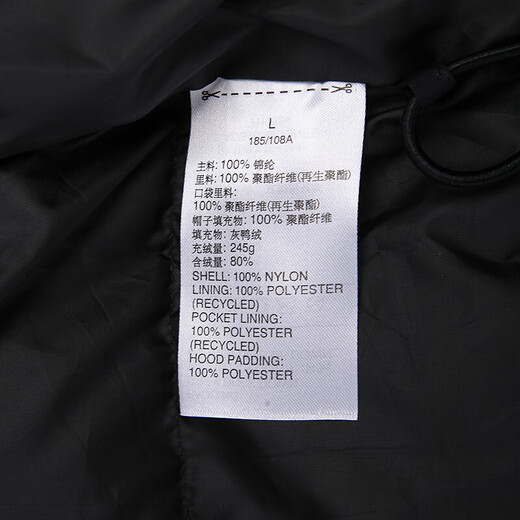 L
185/108A
主料: 100% 锦纶
里料: 100% 聚酯纤维(再生聚酯)
口袋里料:
100% 聚酯纤维(再生聚酯)
帽子填充物: 100% 聚酯纤维
填充物: 灰鸭绒
充绒量: 245g
含绒量: 80%
SHELL: 100% NYLON
LINING: 100% POLYESTER
(RECYCLED)
POCKET LINING:
100% POLYESTER
(RECYCLED)
HOOD PADDING:
100% POLYESTER